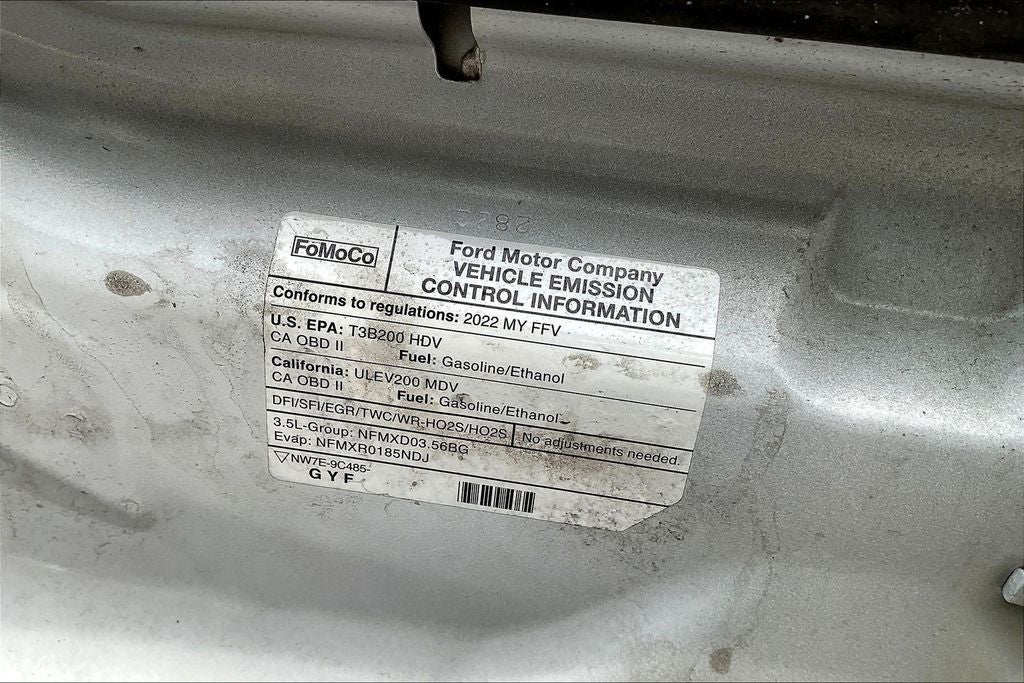 FoMoCo
Ford Motor Company
VEHICLE EMISSION
CONTROL INFORMATION
Conforms to regulations: 2022 MY FFV
U.S. EPA: T3B200 HDV
CA OBD II Fuel: Gasoline/Ethanol
California: ULEV200 MDV
CA OBD II Fuel: Gasoline/Ethanol
DFI/SFI/EGR/TWC/WR-HO2S/HO2S No adjustments needed.
3.5L-Group: NFMXD03.56BG
Evap: NFMXR0185NDJ
NW7E-9C485-
GYF